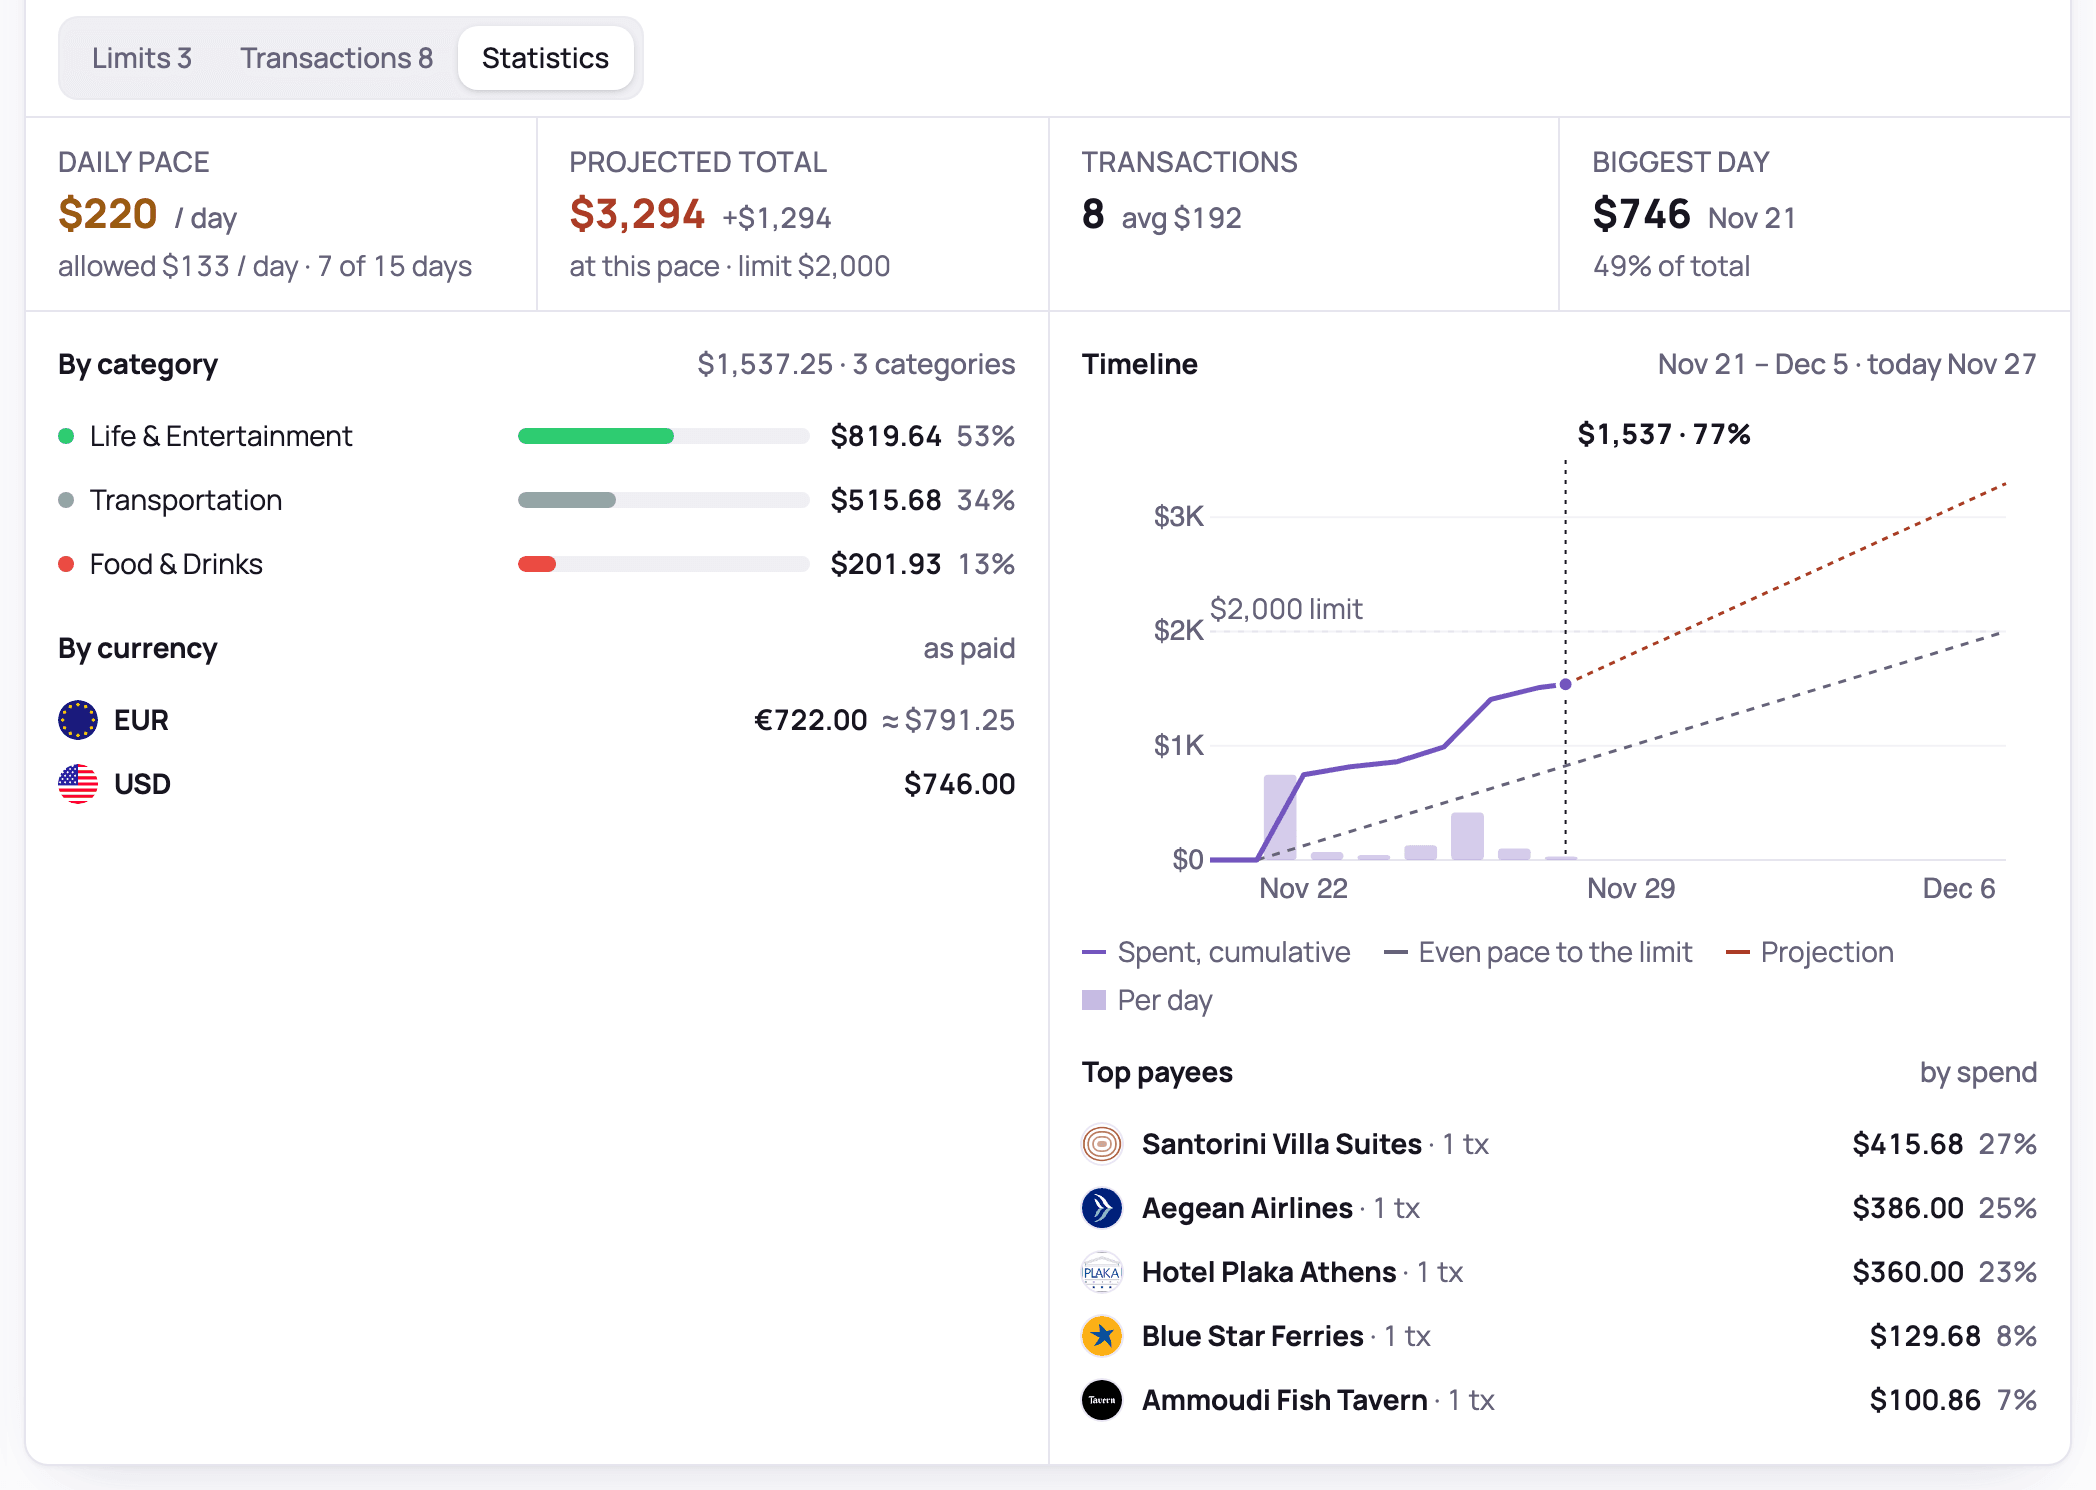 Limits 3 Transactions 8 Statistics
DAILY PACE
$220 / day
allowed $133 / day · 7 of 15 days
PROJECTED TOTAL
$3,294 +$1,294
at this pace · limit $2,000
TRANSACTIONS
8 avg $192
BIGGEST DAY
$746 Nov 21
49% of total
By category $1,537.25 · 3 categories
Life & Entertainment $819.64 53%
Transportation $515.68 34%
Food & Drinks $201.93 13%
By currency as paid
EUR €722.00 ≈ $791.25
USD $746.00
Timeline Nov 21 – Dec 5 · today Nov 27
$1,537 · 77%
$3K
$2,000 limit
$2K
$1K
$0
Nov 22 Nov 29 Dec 6
Spent, cumulative Even pace to the limit Projection
Per day
Top payees by spend
Santorini Villa Suites · 1 tx $415.68 27%
Aegean Airlines · 1 tx $386.00 25%
PLAKA
Hotel Plaka Athens · 1 tx $360.00 23%
Blue Star Ferries · 1 tx $129.68 8%
Tavern
Ammoudi Fish Tavern · 1 tx $100.86 7%